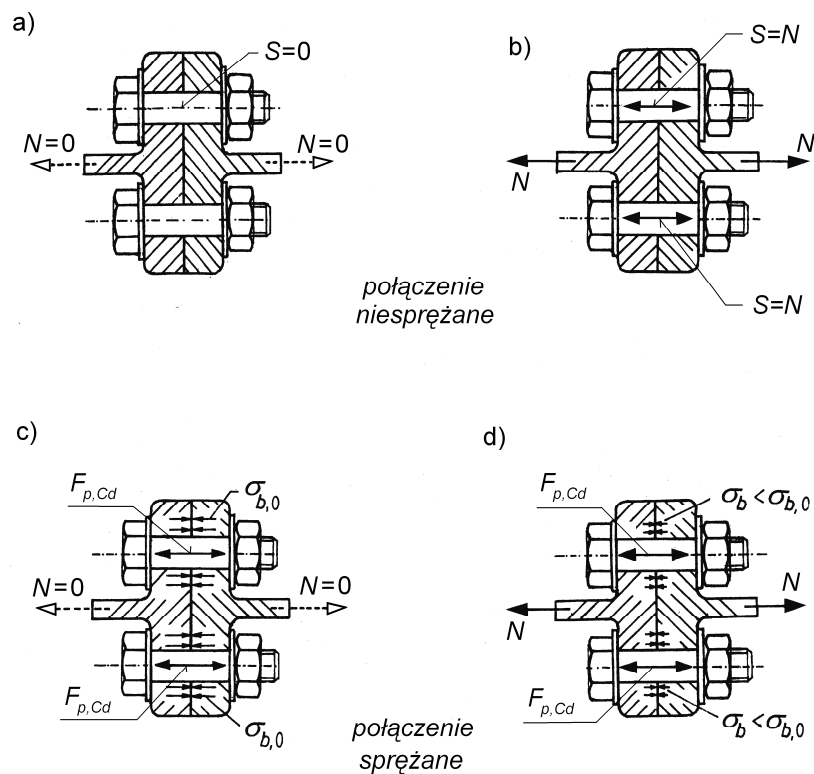 a)
S=0
N=0
N=0
b)
S=N
N
N
S=N
połączenie
niesprężane
c)
F_{p,Cd}
σ_{b,0}
N=0
N=0
F_{p,Cd}
σ_{b,0}
d)
F_{p,Cd}
σ_b<σ_{b,0}
N
N
F_{p,Cd}
σ_b<σ_{b,0}
połączenie
sprężane